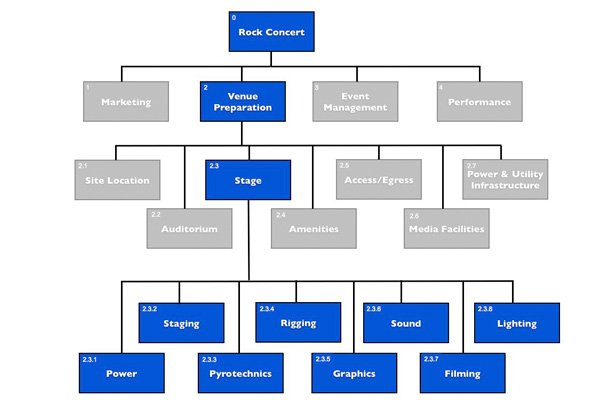 0
Rock Concert
1
Marketing
2
Venue
Preparation
3
Event
Management
4
Performance
2.1
Site Location
2.3
Stage
2.5
Access/Egress
2.7
Power & Utility
Infrastructure
2.2
Auditorium
2.4
Amenities
2.6
Media Facilities
2.3.2
Staging
2.3.4
Rigging
2.3.6
Sound
2.3.8
Lighting
2.3.1
Power
2.3.3
Pyrotechnics
2.3.5
Graphics
2.3.7
Filming